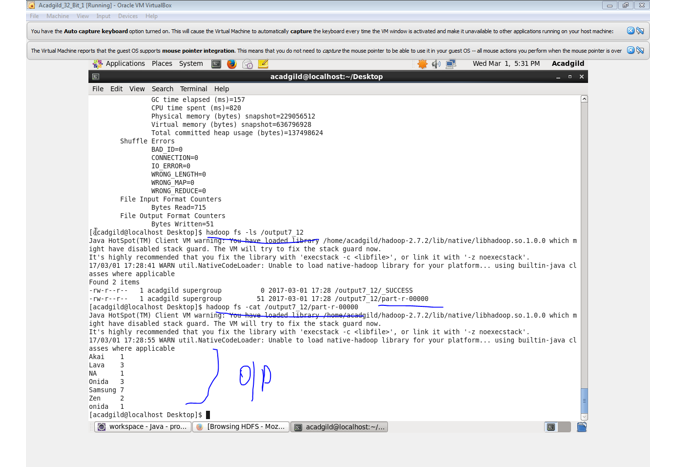 Acadgild_32_Bit_1 [Running] - Oracle VM VirtualBox
File Machine View Input Devices Help
You have the Auto capture keyboard option turned on. This will cause the Virtual Machine to automatically capture the keyboard every time the VM window is activated and make it unavailable to other applications running on your host machine:
The Virtual Machine reports that the guest OS supports mouse pointer integration. This means that you do not need to capture the mouse pointer to be able to use it in your guest OS -- all mouse actions you perform when the mouse pointer is over
Applications Places System Wed Mar 1, 5:31 PM Acadgild
acadgild@localhost:~/Desktop
File Edit View Search Terminal Help
GC time elapsed (ms)=157
CPU time spent (ms)=820
Physical memory (bytes) snapshot=229056512
Virtual memory (bytes) snapshot=636796928
Total committed heap usage (bytes)=137498624
Shuffle Errors
BAD_ID=0
CONNECTION=0
IO_ERROR=0
WRONG_LENGTH=0
WRONG_MAP=0
WRONG_REDUCE=0
File Input Format Counters
Bytes Read=715
File Output Format Counters
Bytes Written=51
[acadgild@localhost Desktop]$ hadoop fs -ls /output7_12
Java HotSpot(TM) Client VM warning: You have loaded library /home/acadgild/hadoop-2.7.2/lib/native/libhadoop.so.1.0.0 which m
ight have disabled stack guard. The VM will try to fix the stack guard now.
It's highly recommended that you fix the library with 'execstack -c <libfile>', or link it with '-z noexecstack'.
17/03/01 17:28:41 WARN util.NativeCodeLoader: Unable to load native-hadoop library for your platform... using builtin-java cl
asses where applicable
Found 2 items
-rw-r--r-- 1 acadgild supergroup 0 2017-03-01 17:28 /output7_12/_SUCCESS
-rw-r--r-- 1 acadgild supergroup 51 2017-03-01 17:28 /output7_12/part-r-00000
[acadgild@localhost Desktop]$ hadoop fs -cat /output7_12/part-r-00000
Java HotSpot(TM) Client VM warning: You have loaded library /home/acadgild/hadoop-2.7.2/lib/native/libhadoop.so.1.0.0 which m
ight have disabled stack guard. The VM will try to fix the stack guard now.
It's highly recommended that you fix the library with 'execstack -c <libfile>', or link it with '-z noexecstack'.
17/03/01 17:28:55 WARN util.NativeCodeLoader: Unable to load native-hadoop library for your platform... using builtin-java cl
asses where applicable
Akai 1
Lava 3
NA 1
Onida 3
Samsung 7
Zen 2
onida 1
O/P
[acadgild@localhost Desktop]$
workspace - Java - pro... [Browsing HDFS - Moz... acadgild@localhost:~/...